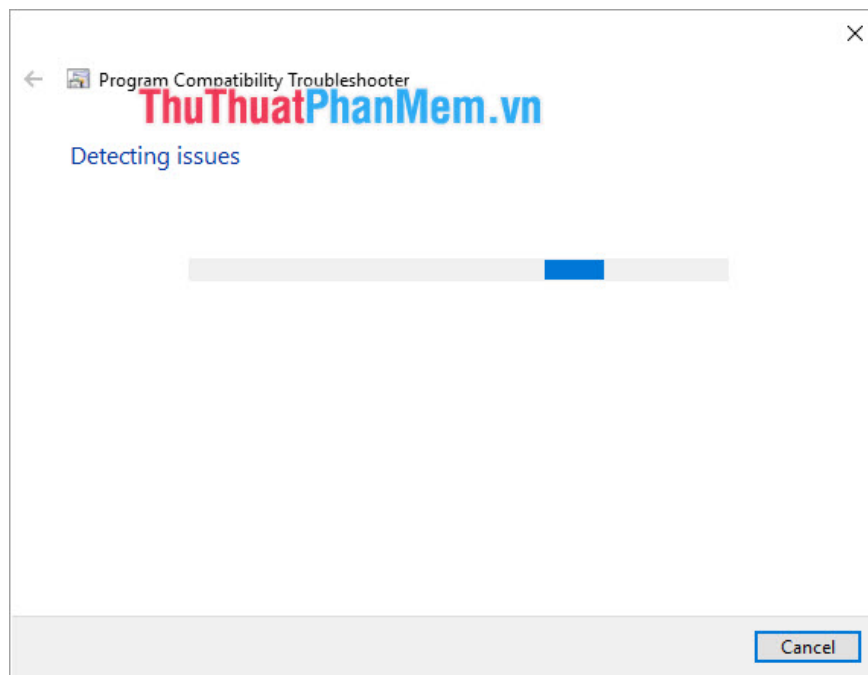 Program Compatibility Troubleshooter
ThuThuatPhanMem.vn
Detecting issues
Cancel